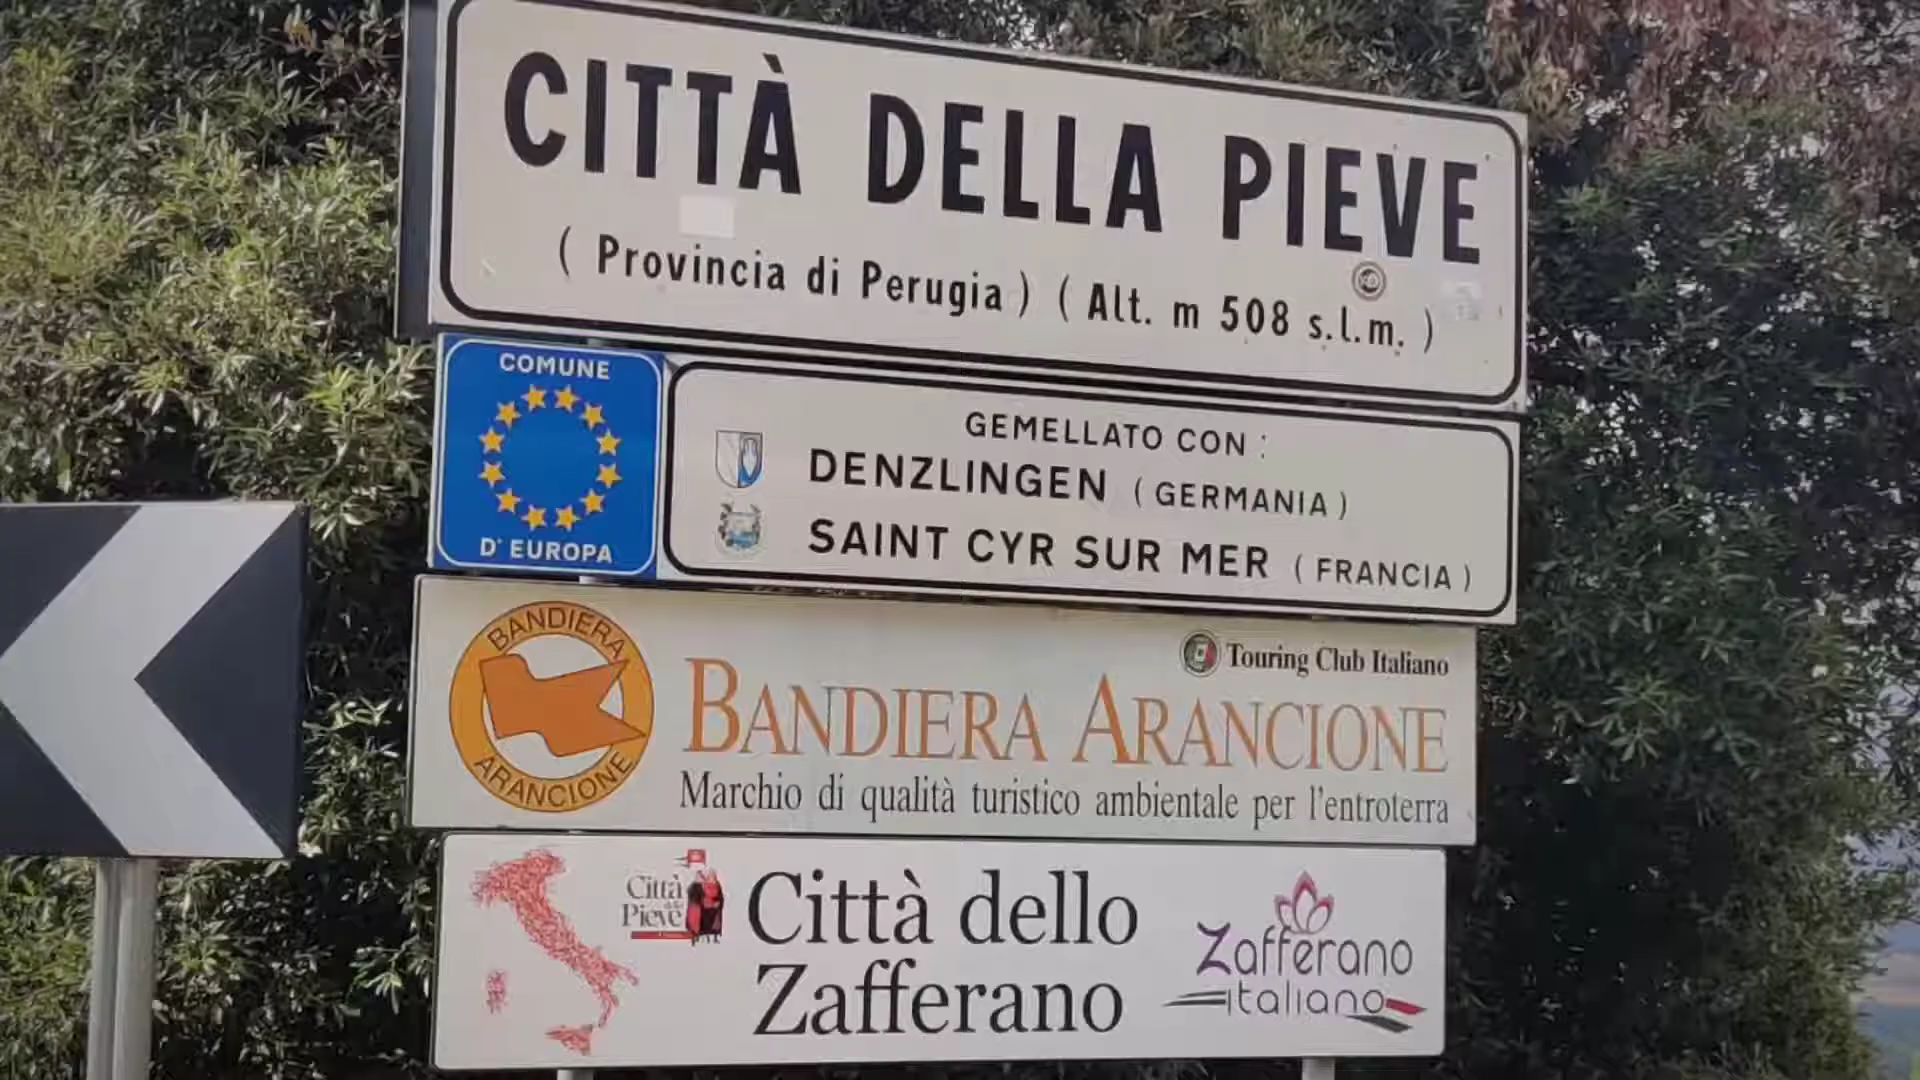 CITTÀ DELLA PIEVE
( Provincia di Perugia ) ( Alt. m 508 s.l.m. )
COMUNE
D' EUROPA
GEMELLATO CON :
DENZLINGEN ( GERMANIA )
SAINT CYR SUR MER ( FRANCIA )
BANDIERA
ARANCIONE
Touring Club Italiano
BANDIERA ARANCIONE
Marchio di qualità turistico ambientale per l'entroterra
Città
della
Pieve
Città dello
Zafferano
Zafferano
italiano